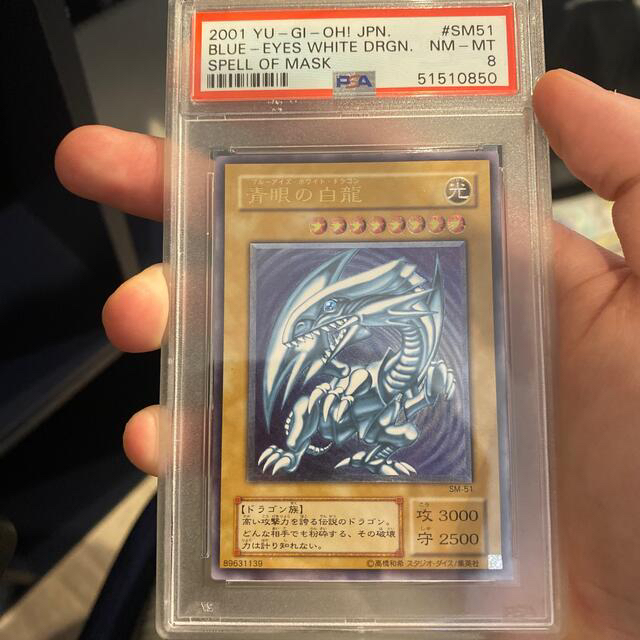 2001 YU-GI-OH! JPN. #SM51
BLUE-EYES WHITE DRGN. NM-MT
SPELL OF MASK 8
PSA 51510850
ブルーアイズ・ホワイト・ドラゴン
青眼の白龍 光
SM-51
【ドラゴン族】
高い攻撃力を誇る伝説のドラゴン。
どんな相手でも粉砕する、その破壊
力は計り知れない。
攻 3000
守 2500
89631139 ©高橋和希 スタジオ・ダイス/集英社